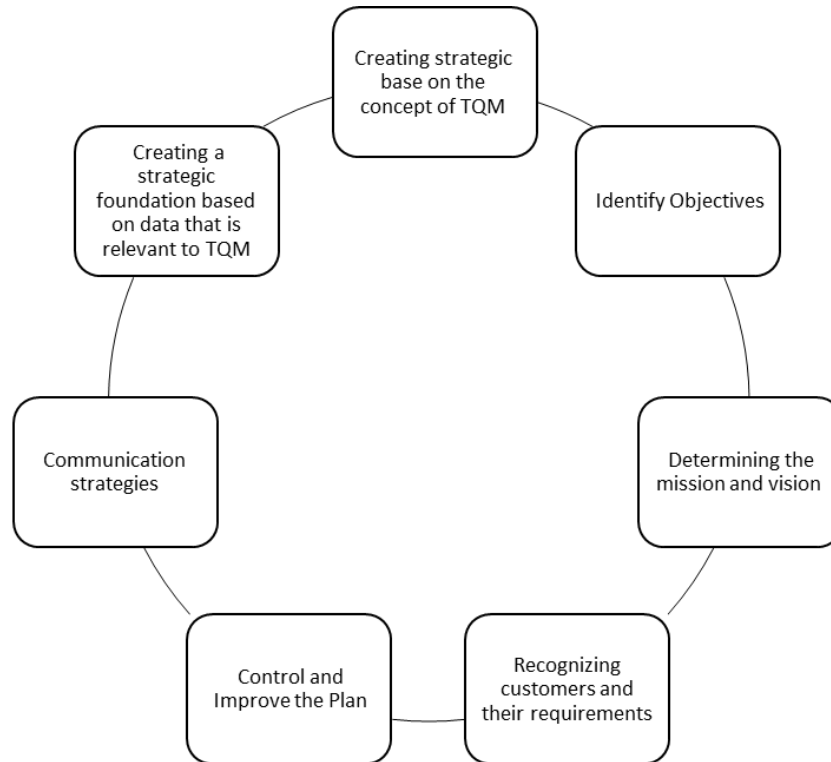 Creating strategic
base on the
concept of TQM
Identify Objectives
Determining the
mission and vision
Recognizing
customers and
their requirements
Control and
Improve the Plan
Communication
strategies
Creating a
strategic
foundation based
on data that is
relevant to TQM